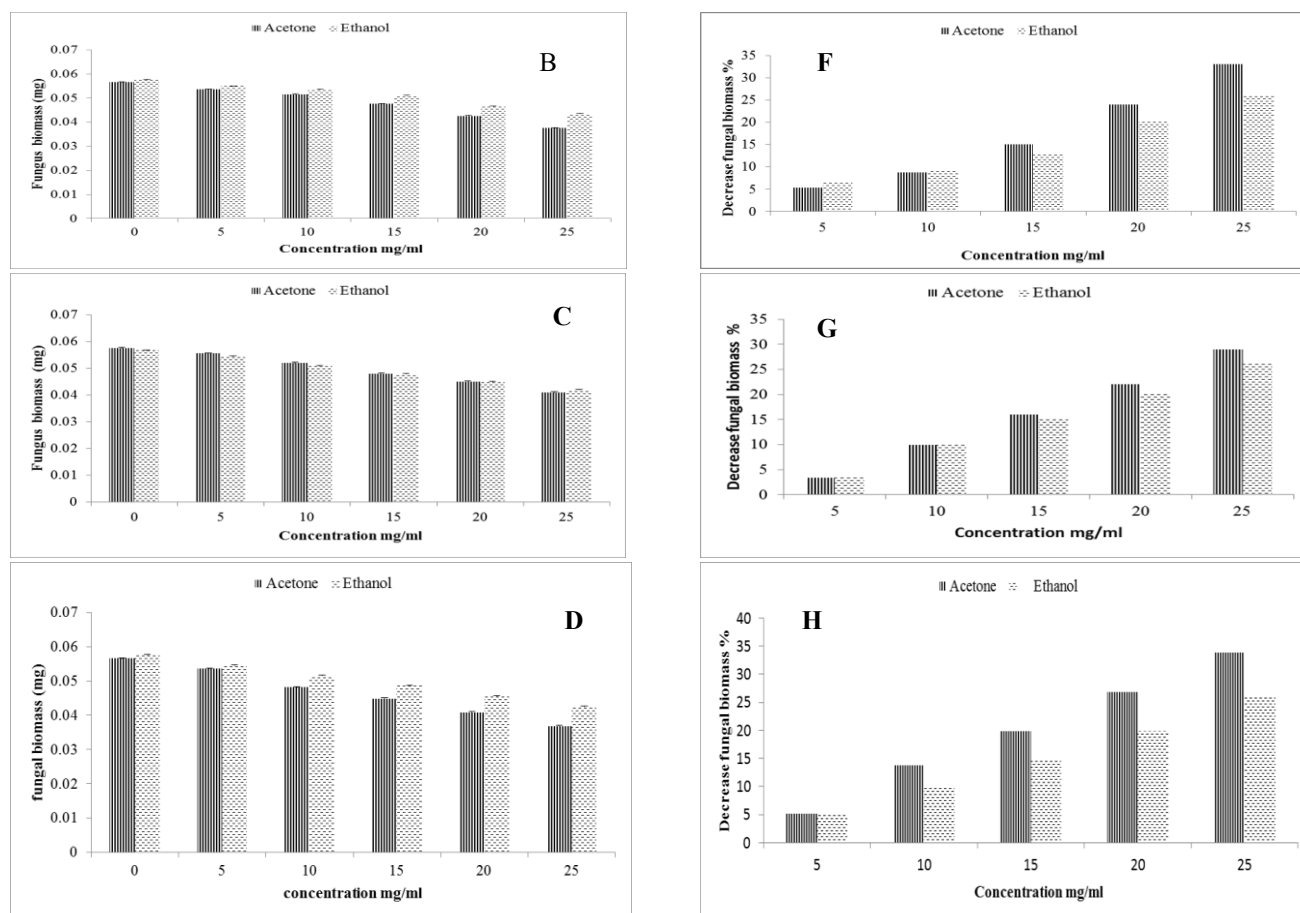 Acetone Ethanol
B
Fungus biomass (mg)
0.07
0.06
0.05
0.04
0.03
0.02
0.01
0
0 5 10 15 20 25
Concentration mg/ml
Acetone Ethanol
F
Decrease fungal biomass %
35
30
25
20
15
10
5
0
5 10 15 20 25
Concentration mg/ml
Acetone Ethanol
C
Fungus biomass (mg)
0.07
0.06
0.05
0.04
0.03
0.02
0.01
0
0 5 10 15 20 25
Concentration mg/ml
Acetone Ethanol
G
Decrease fungal biomass %
35
30
25
20
15
10
5
0
5 10 15 20 25
Concentration mg/ml
Acetone Ethanol
D
fungal biomass (mg)
0.07
0.06
0.05
0.04
0.03
0.02
0.01
0
0 5 10 15 20 25
concentration mg/ml
Acetone Ethanol
H
Decrease fungal biomass %
40
35
30
25
20
15
10
5
0
5 10 15 20 25
Concentration mg/ml